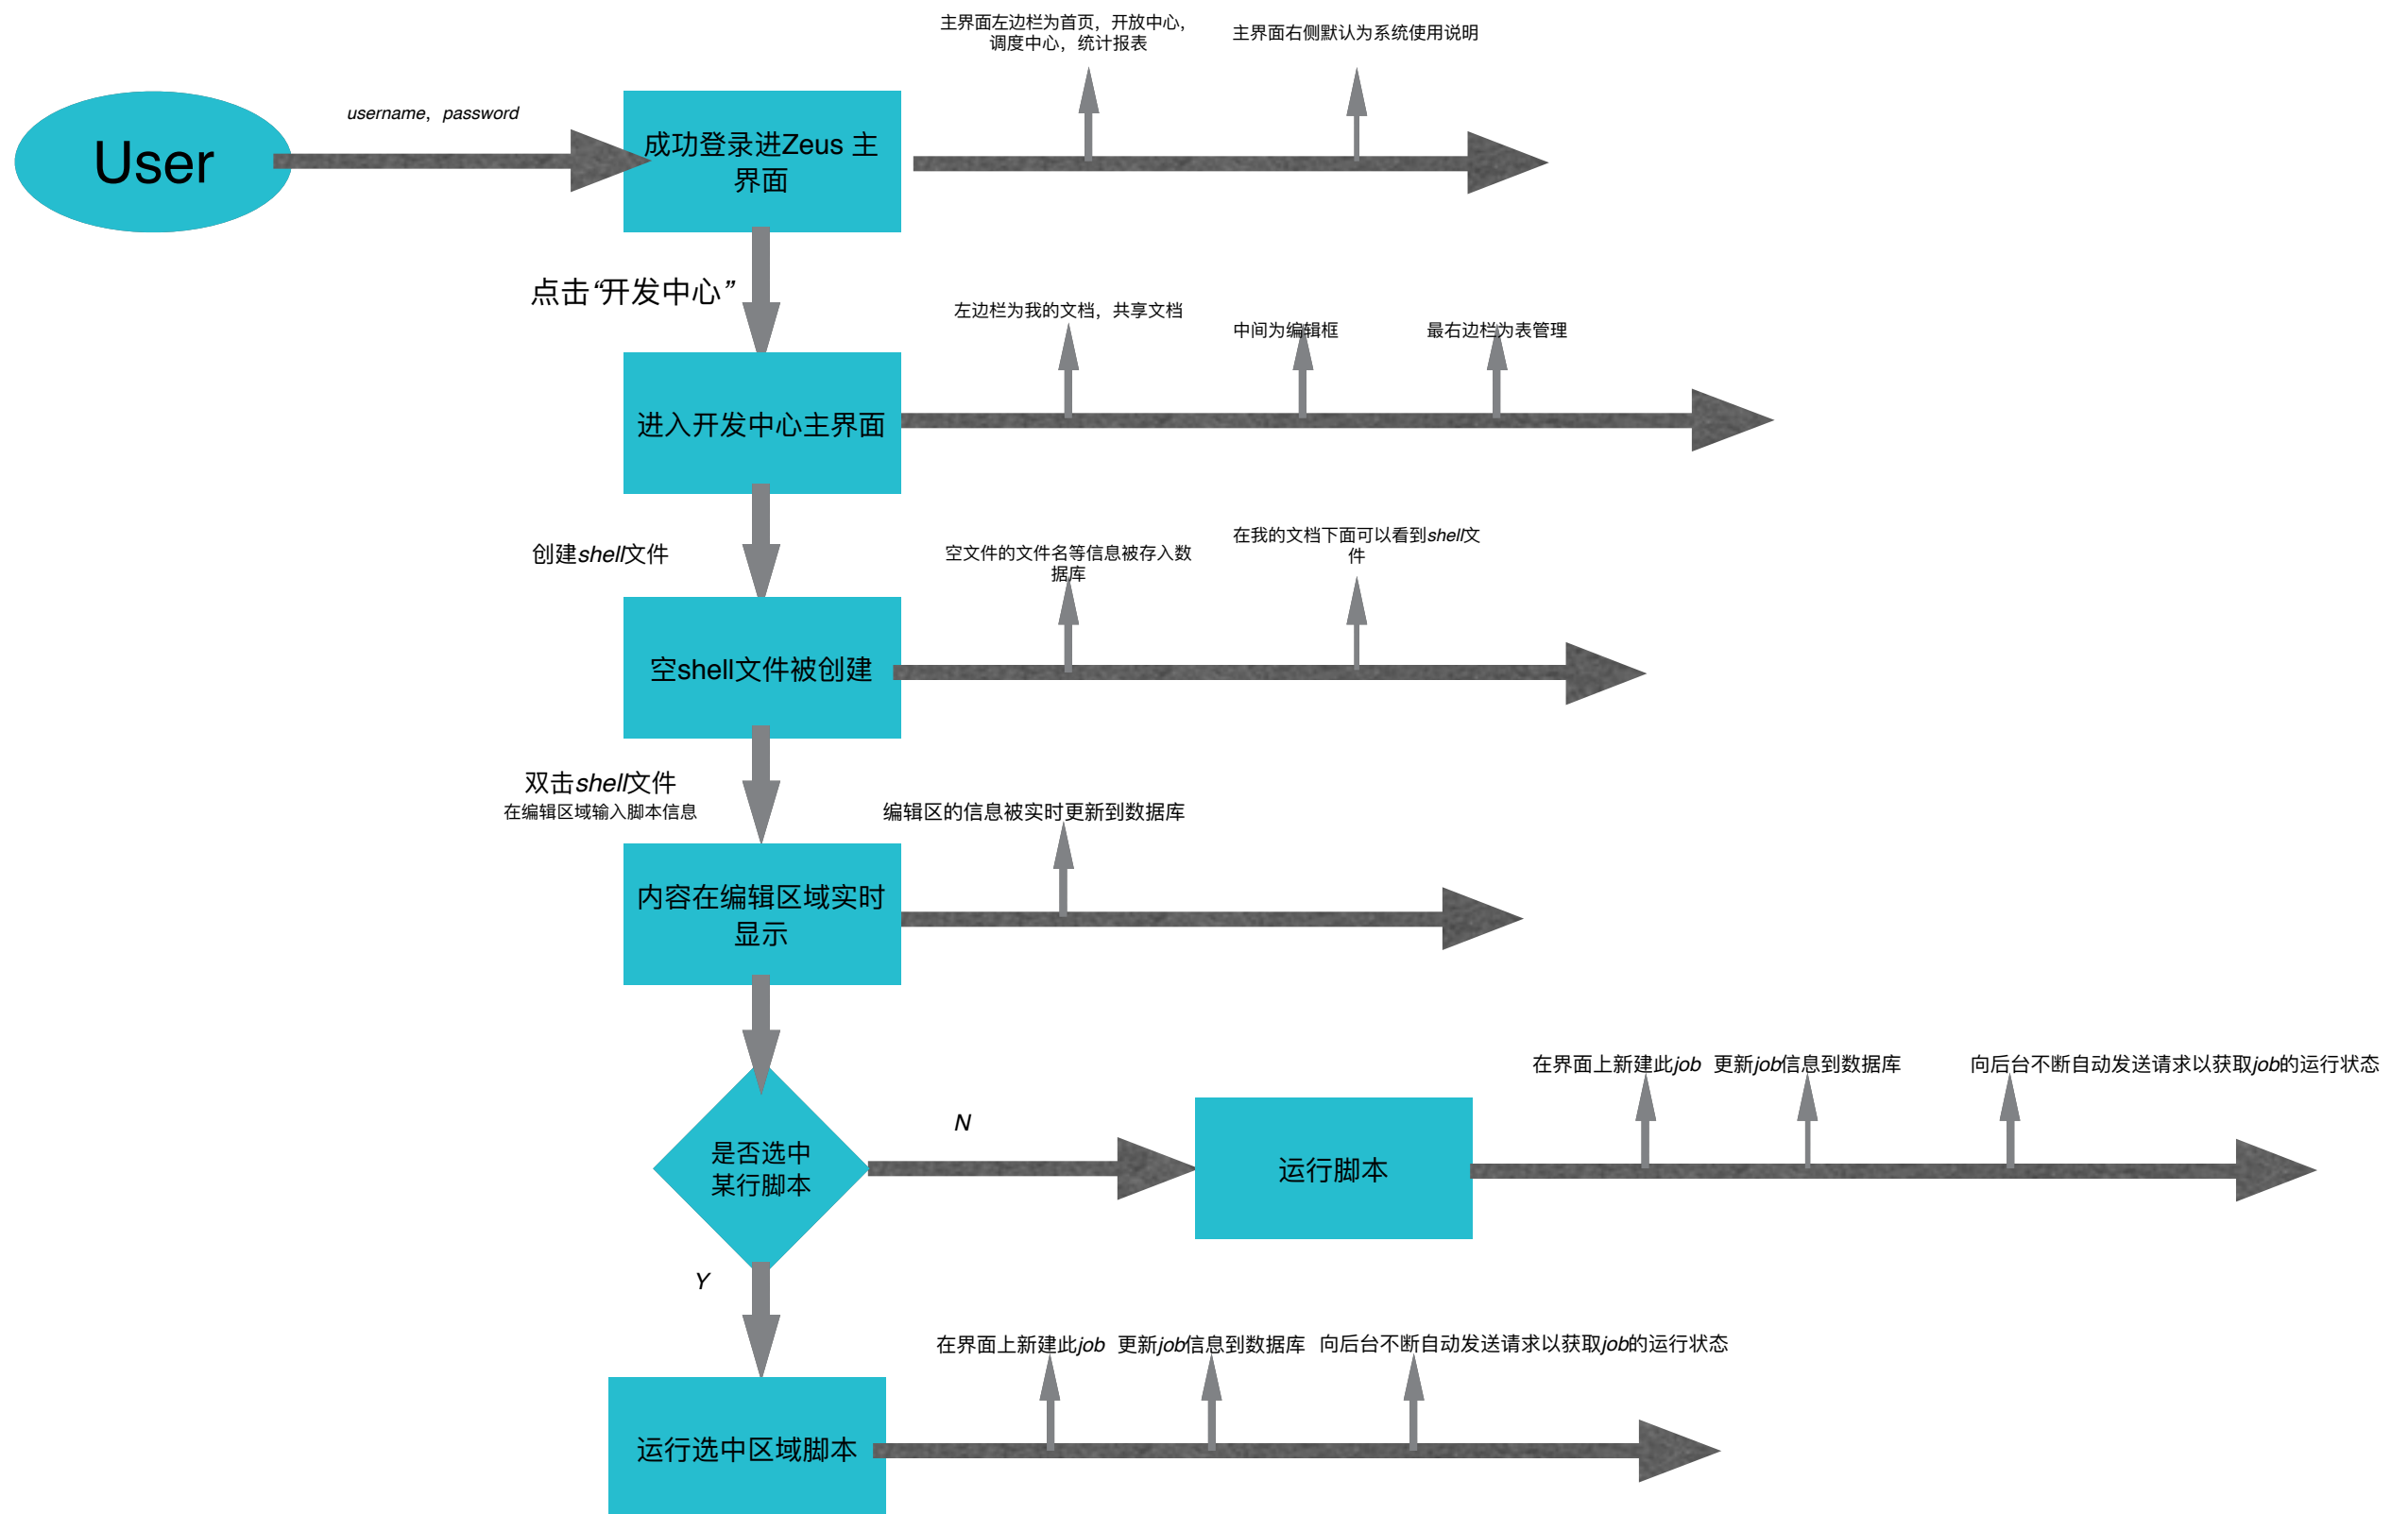 主界面左边栏为首页，开放中心，
调度中心，统计报表
主界面右侧默认为系统使用说明
User
username，password
成功登录进Zeus 主
界面
点击“开发中心”
左边栏为我的文档，共享文档
中间为编辑框
最右边栏为表管理
进入开发中心主界面
创建shell文件
空文件的文件名等信息被存入数
据库
在我的文档下面可以看到shell文
件
空shell文件被创建
双击shell文件
在编辑区域输入脚本信息
编辑区的信息被实时更新到数据库
内容在编辑区域实时
显示
是否选中
某行脚本
N
运行脚本
在界面上新建此job
更新job信息到数据库
向后台不断自动发送请求以获取job的运行状态
Y
在界面上新建此job
更新job信息到数据库
向后台不断自动发送请求以获取job的运行状态
运行选中区域脚本